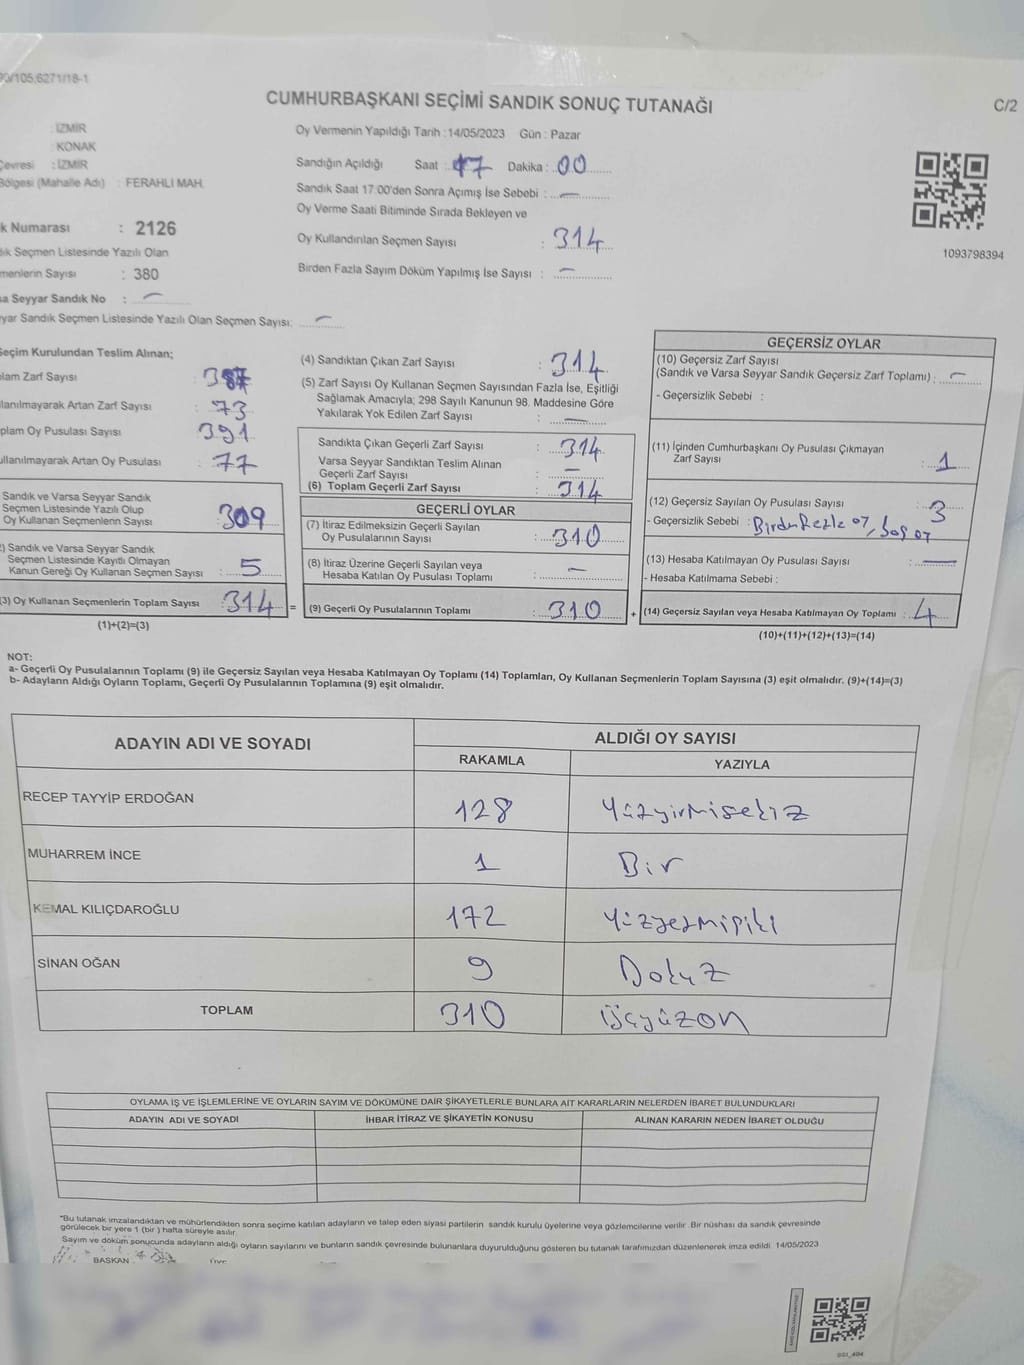 90/105,6271/18-1
CUMHURBAŞKANI SEÇİMİ SANDIK SONUÇ TUTANAĞI
C/2
: İZMİR
: KONAK
Çevresi : İZMİR
Bölgesi (Mahalle Adı) : FERAHLI MAH.
Oy Vermenin Yapıldığı Tarih : 14/05/2023 Gün : Pazar
Sandığın Açıldığı Saat : 17 Dakika : 00
Sandık Saat 17:00'den Sonra Açılmış İse Sebebi : —
Oy Verme Saati Bitiminde Sırada Bekleyen ve
Oy Kullandırılan Seçmen Sayısı : 314
Birden Fazla Sayım Döküm Yapılmış İse Sayısı : —
1093798394
k Numarası : 2126
dık Seçmen Listesinde Yazılı Olan
menlerin Sayısı : 380
sa Seyyar Sandık No : —
yar Sandık Seçmen Listesinde Yazılı Olan Seçmen Sayısı: —
Seçim Kurulundan Teslim Alınan;
lam Zarf Sayısı : 387
lanılmayarak Artan Zarf Sayısı : 73
plam Oy Pusulası Sayısı : 391
ullanılmayarak Artan Oy Pusulası : 77
Sandık ve Varsa Seyyar Sandık
Seçmen Listesinde Yazılı Olup
Oy Kullanan Seçmenlerin Sayısı : 309
) Sandık ve Varsa Seyyar Sandık
Seçmen Listesinde Kayıtlı Olmayan
Kanun Gereği Oy Kullanan Seçmen Sayısı : 5
(3) Oy Kullanan Seçmenlerin Toplam Sayısı : 314 =
(1)+(2)=(3)
(4) Sandıktan Çıkan Zarf Sayısı : 314
(5) Zarf Sayısı Oy Kullanan Seçmen Sayısından Fazla İse, Eşitliği
Sağlamak Amacıyla; 298 Sayılı Kanunun 98. Maddesine Göre
Yakılarak Yok Edilen Zarf Sayısı : —
Sandıkta Çıkan Geçerli Zarf Sayısı : 314
Varsa Seyyar Sandıktan Teslim Alınan
Geçerli Zarf Sayısı : —
(6) Toplam Geçerli Zarf Sayısı : 314
GEÇERLİ OYLAR
(7) İtiraz Edilmeksizin Geçerli Sayılan
Oy Pusulalarının Sayısı : 310
(8) İtiraz Üzerine Geçerli Sayılan veya
Hesaba Katılan Oy Pusulası Toplamı : —
(9) Geçerli Oy Pusulalarının Toplamı : 310 +
GEÇERSİZ OYLAR
(10) Geçersiz Zarf Sayısı
(Sandık ve Varsa Seyyar Sandık Geçersiz Zarf Toplamı) : —
- Geçersizlik Sebebi :
(11) İçinden Cumhurbaşkanı Oy Pusulası Çıkmayan
Zarf Sayısı : 1
(12) Geçersiz Sayılan Oy Pusulası Sayısı : 3
- Geçersizlik Sebebi : Birden Fazla oy, boş oy
(13) Hesaba Katılmayan Oy Pusulası Sayısı : —
- Hesaba Katılmama Sebebi :
(14) Geçersiz Sayılan veya Hesaba Katılmayan Oy Toplamı : 4
(10)+(11)+(12)+(13)=(14)
NOT:
a- Geçerli Oy Pusulalarının Toplamı (9) ile Geçersiz Sayılan veya Hesaba Katılmayan Oy Toplamı (14) Toplamları, Oy Kullanan Seçmenlerin Toplam Sayısına (3) eşit olmalıdır. (9)+(14)=(3)
b- Adayların Aldığı Oyların Toplamı, Geçerli Oy Pusulalarının Toplamına (9) eşit olmalıdır.
ADAYIN ADI VE SOYADI ALDIĞI OY SAYISI
RAKAMLA YAZIYLA
RECEP TAYYİP ERDOĞAN 128 Yüzyirmisekiz
MUHARREM İNCE 1 Bir
KEMAL KILIÇDAROĞLU 172 Yüzyetmişiki
SİNAN OĞAN 9 Dokuz
TOPLAM 310 üçyüzon
OYLAMA İŞ VE İŞLEMLERİNE VE OYLARIN SAYIM VE DÖKÜMÜNE DAİR ŞİKAYETLERLE BUNLARA AİT KARARLARIN NELERDEN İBARET BULUNDUKLARI
ADAYIN ADI VE SOYADI İHBAR İTİRAZ VE ŞİKAYETİN KONUSU ALINAN KARARIN NEDEN İBARET OLDUĞU
"Bu tutanak imzalandıktan ve mühürlendikten sonra seçime katılan adayların ve talep eden siyasi partilerin sandık kurulu üyelerine veya gözlemcilerine verilir. Bir nüshası da sandık çevresinde
görülecek bir yere 1 (bir) hafta süreyle asılır.
Sayım ve döküm sonucunda adayların aldığı oyların sayılarını ve bunların sandık çevresinde bulunanlara duyurulduğunu gösteren bu tutanak tarafımızdan düzenlenerek imza edildi. 14/05/2023
BAŞKAN